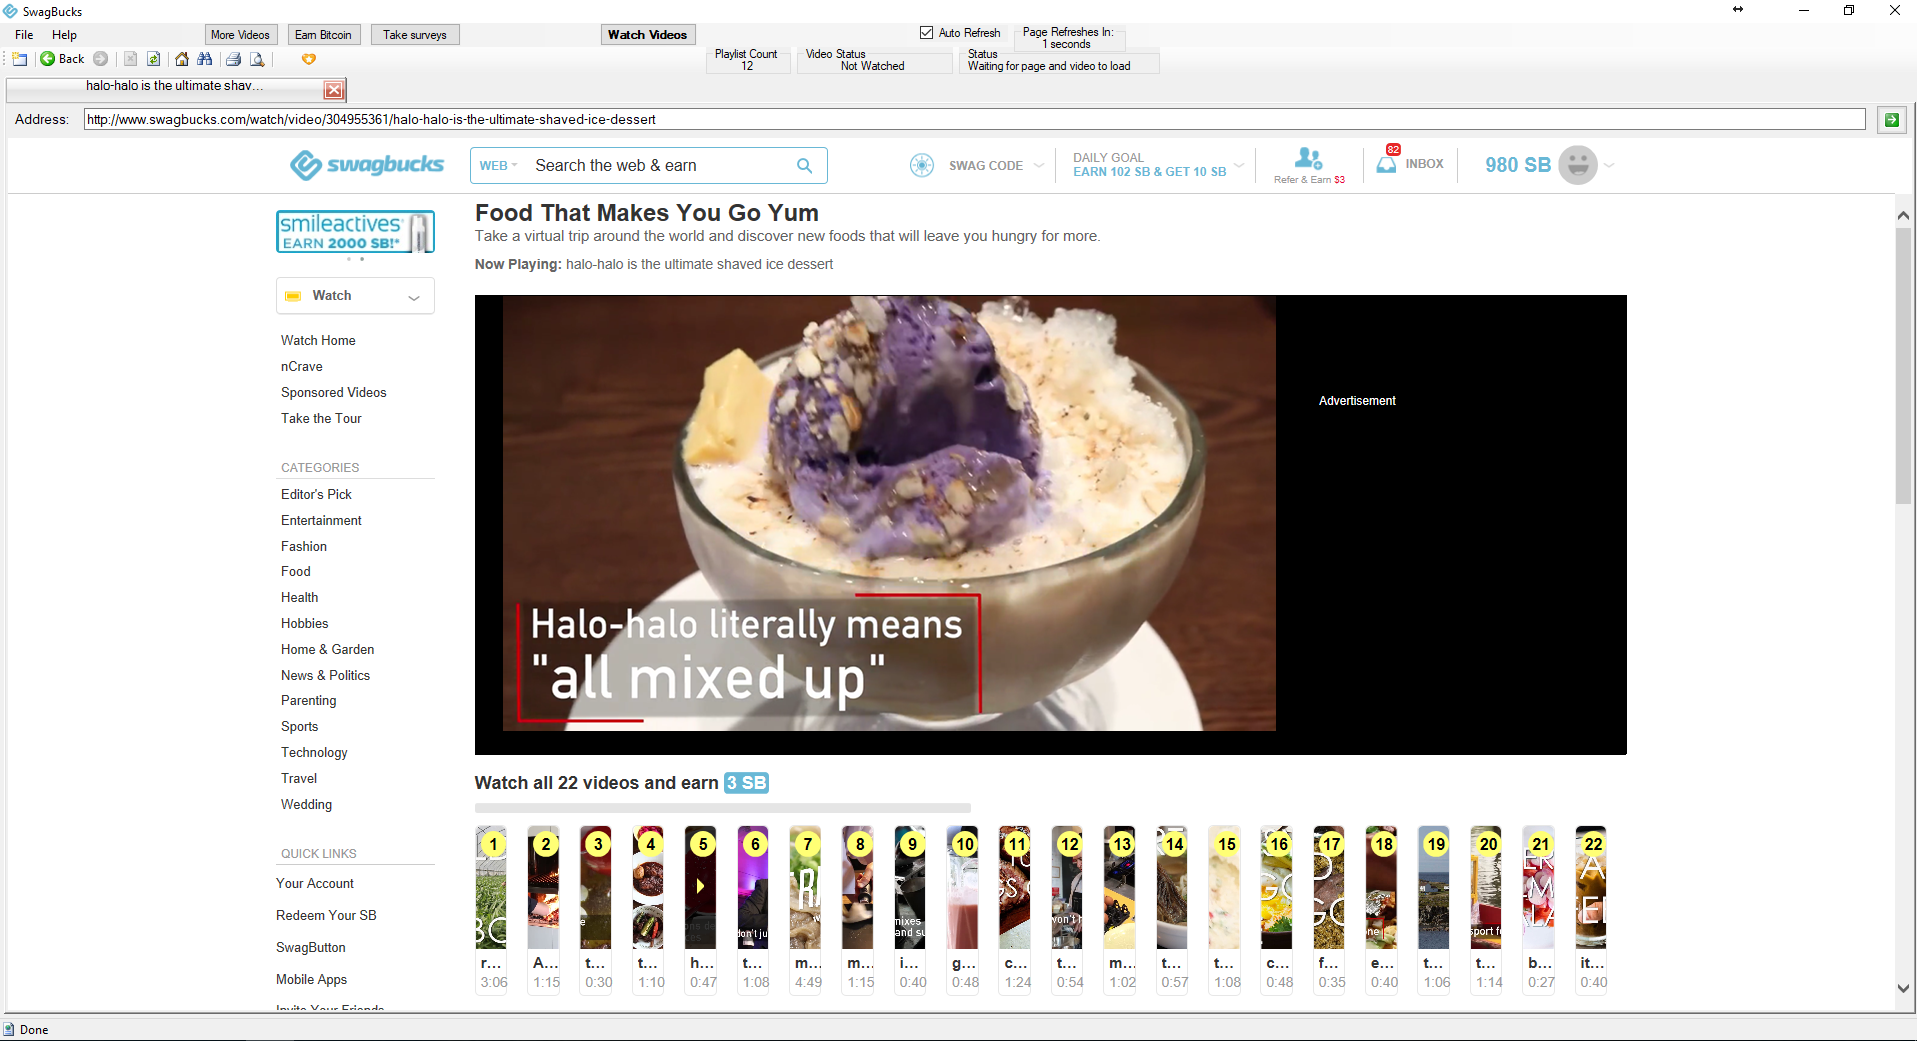 SwagBucks
File Help
More Videos Earn Bitcoin Take surveys Watch Videos Auto Refresh Page Refreshes In:
1 seconds
Back
Playlist Count
12
Video Status
Not Watched
Status
Waiting for page and video to load
halo-halo is the ultimate shav...
Address: http://www.swagbucks.com/watch/video/304955361/halo-halo-is-the-ultimate-shaved-ice-dessert
swagbucks
WEB Search the web & earn
SWAG CODE
DAILY GOAL
EARN 102 SB & GET 10 SB
Refer & Earn $3
82
INBOX
980 SB
smileactives
EARN 2000 SB!*
Watch
Watch Home
nCrave
Sponsored Videos
Take the Tour
CATEGORIES
Editor's Pick
Entertainment
Fashion
Food
Health
Hobbies
Home & Garden
News & Politics
Parenting
Sports
Technology
Travel
Wedding
QUICK LINKS
Your Account
Redeem Your SB
SwagButton
Mobile Apps
Invite Your Friends
Food That Makes You Go Yum
Take a virtual trip around the world and discover new foods that will leave you hungry for more.
Now Playing: halo-halo is the ultimate shaved ice dessert
Halo-halo literally means
"all mixed up"
Advertisement
Watch all 22 videos and earn 3 SB
1 2 3 4 5 6 7 8 9 10 11 12 13 14 15 16 17 18 19 20 21 22
r... A... t... t... h... t... m... m... i... g... c... t... m... t... t... c... f... e... t... t... b... it...
3:06 1:15 0:30 1:10 0:47 1:08 4:49 1:15 0:40 0:48 1:24 0:54 1:02 0:57 1:08 0:48 0:35 0:40 1:06 1:14 0:27 0:40
Done